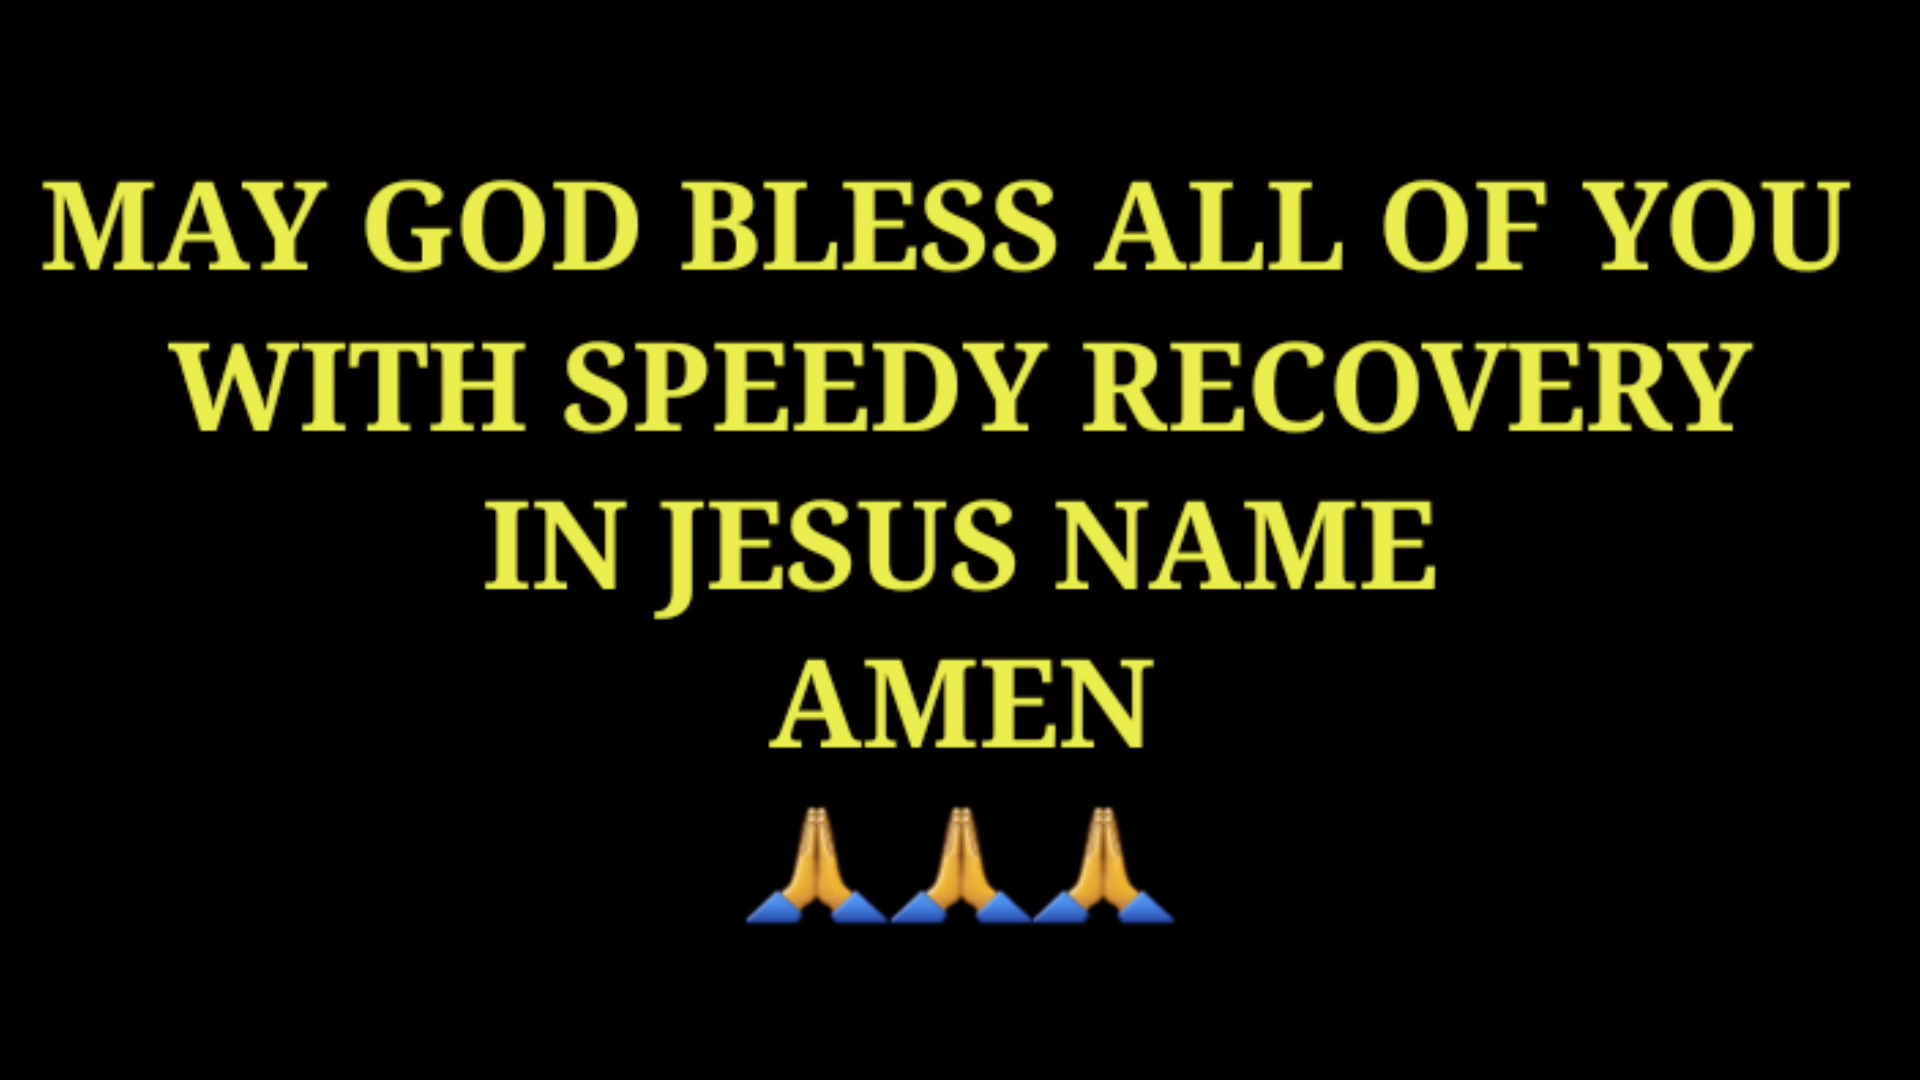 MAY GOD BLESS ALL OF YOU
WITH SPEEDY RECOVERY
IN JESUS NAME
AMEN
🙏🙏🙏